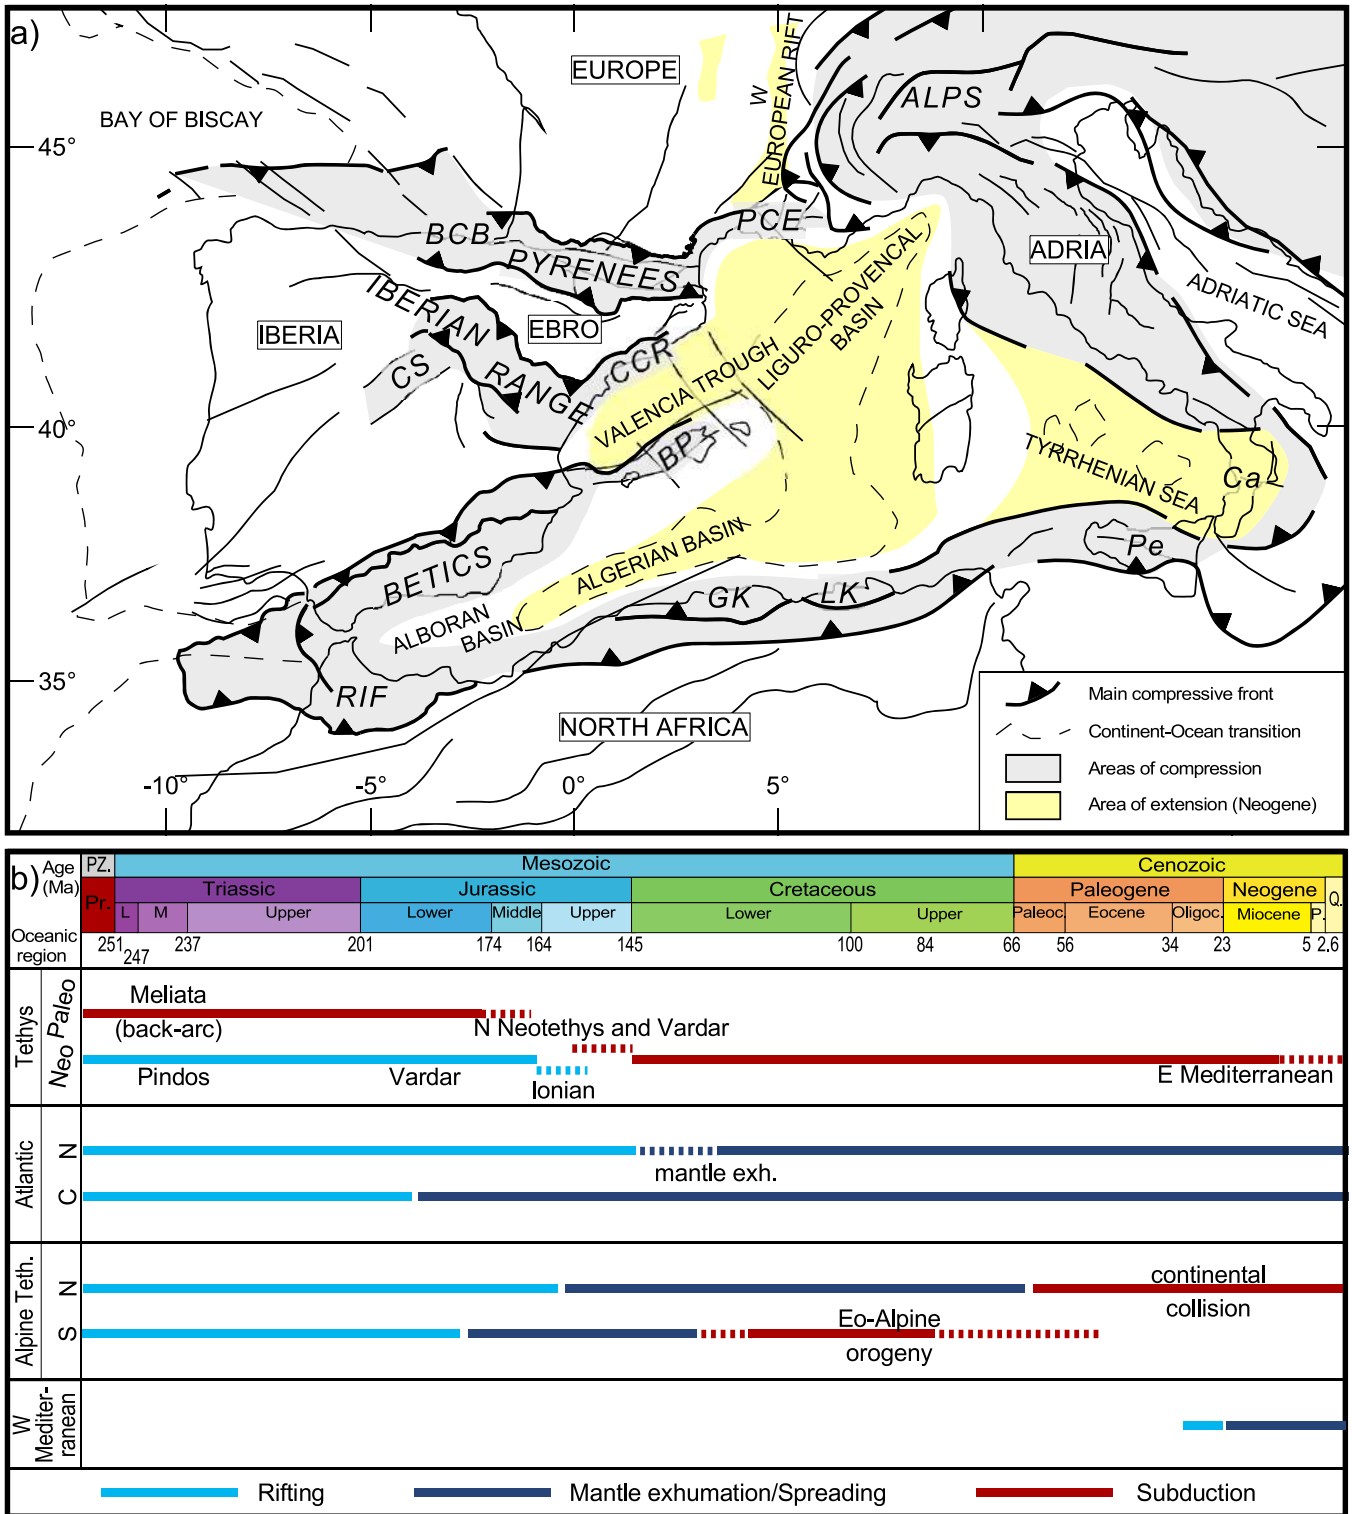 a)
EUROPE
W EUROPEAN RIFT
ALPS
BAY OF BISCAY
45°
PCE
BCB
PYRENEES
ADRIA
ADRIATIC SEA
IBERIAN RANGE
EBRO
IBERIA
CS
CCR
VALENCIA TROUGH
LIGURO-PROVENCAL
BASIN
40°
BP
TYRRHENIAN SEA
Ca
Pe
BETICS
ALGERIAN BASIN
GK
LK
ALBORAN
BASIN
35°
RIF
NORTH AFRICA
-10°
-5°
0°
5°
Main compressive front
Continent-Ocean transition
Areas of compression
Area of extension (Neogene)
b)
Age
(Ma)
PZ.
Mesozoic
Cenozoic
Pr.
Triassic
Jurassic
Cretaceous
Paleogene
Neogene
Q.
L
M
Upper
Lower
Middle
Upper
Lower
Upper
Paleoc.
Eocene
Oligoc.
Miocene
P.
Oceanic
region
251
247
237
201
174
164
145
100
84
66
56
34
23
5
2.6
Tethys
Paleo
Meliata
(back-arc)
N Neotethys and Vardar
Neo
Pindos
Vardar
Ionian
E Mediterranean
Atlantic
N
mantle exh.
C
Alpine Teth.
N
continental
collision
S
Eo-Alpine
orogeny
W
Mediter-
ranean
Rifting
Mantle exhumation/Spreading
Subduction